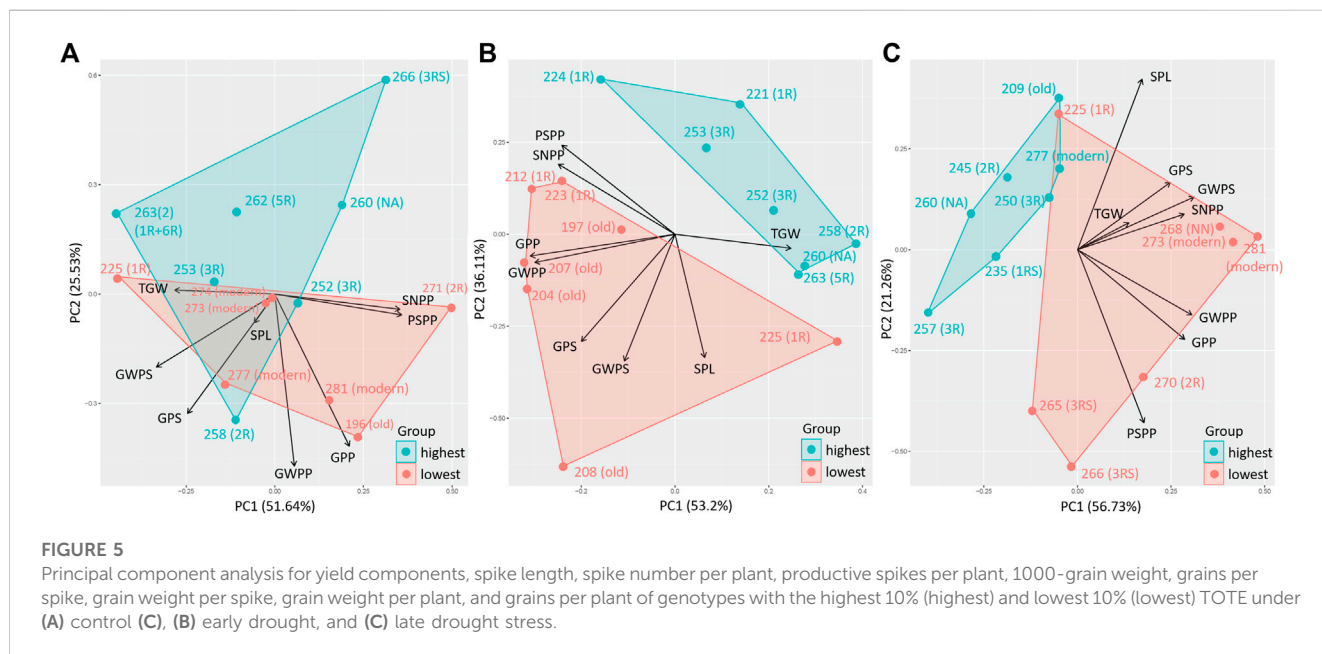 A
PC2 (25.53%)
0.6
0.3
0.0
−0.3
266 (3RS)
263(2)
(1R+6R)
262 (5R)
260 (NA)
225 (1R)
253 (3R)
TGW
274 (modern)
273 (modern)
252 (3R)
271 (2R)
SNPP
PSPP
SPL
GWPS
277 (modern)
281 (modern)
GPS
196 (old)
258 (2R)
GPP
GWPP
Group
highest
lowest
−0.25
0.00
0.25
0.50
PC1 (51.64%)
B
PC2 (36.11%)
0.25
0.00
−0.25
−0.50
224 (1R)
221 (1R)
253 (3R)
PSPP
SNPP
212 (1R)
223 (1R)
252 (3R)
197 (old)
TGW
258 (2R)
GPP
GWPP
207 (old)
260 (NA)
263 (5R)
204 (old)
GPS
GWPS
SPL
225 (1R)
208 (old)
Group
highest
lowest
−0.2
0.0
0.2
0.4
PC1 (53.2%)
C
PC2 (21.26%)
0.50
0.25
0.00
−0.25
−0.50
SPL
209 (old)
225 (1R)
277 (modern)
245 (2R)
GPS
GWPS
260 (NA)
250 (3R)
TGW
SNPP
268 (NN)
273 (modern)
281
(modern)
235 (1RS)
257 (3R)
GWPP
GPP
270 (2R)
265 (3RS)
PSPP
266 (3RS)
Group
highest
lowest
−0.25
0.00
0.25
0.50
PC1 (56.73%)
FIGURE 5
Principal component analysis for yield components, spike length, spike number per plant, productive spikes per plant, 1000-grain weight, grains per
spike, grain weight per spike, grain weight per plant, and grains per plant of genotypes with the highest 10% (highest) and lowest 10% (lowest) TOTE under
(A) control (C), (B) early drought, and (C) late drought stress.